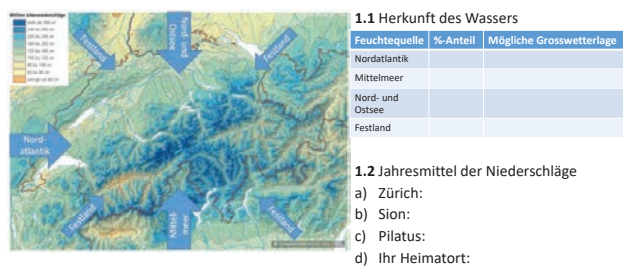 Nord- und
Ostsee
Festland
Festland
Nord-
atlantik
Festland
Mittel-
meer
Festland
1.1 Herkunft des Wassers
Feuchtequelle %-Anteil Mögliche Grosswetterlage
Nordatlantik
Mittelmeer
Nord- und
Ostsee
Festland
1.2 Jahresmittel der Niederschläge
a) Zürich:
b) Sion:
c) Pilatus:
d) Ihr Heimatort: